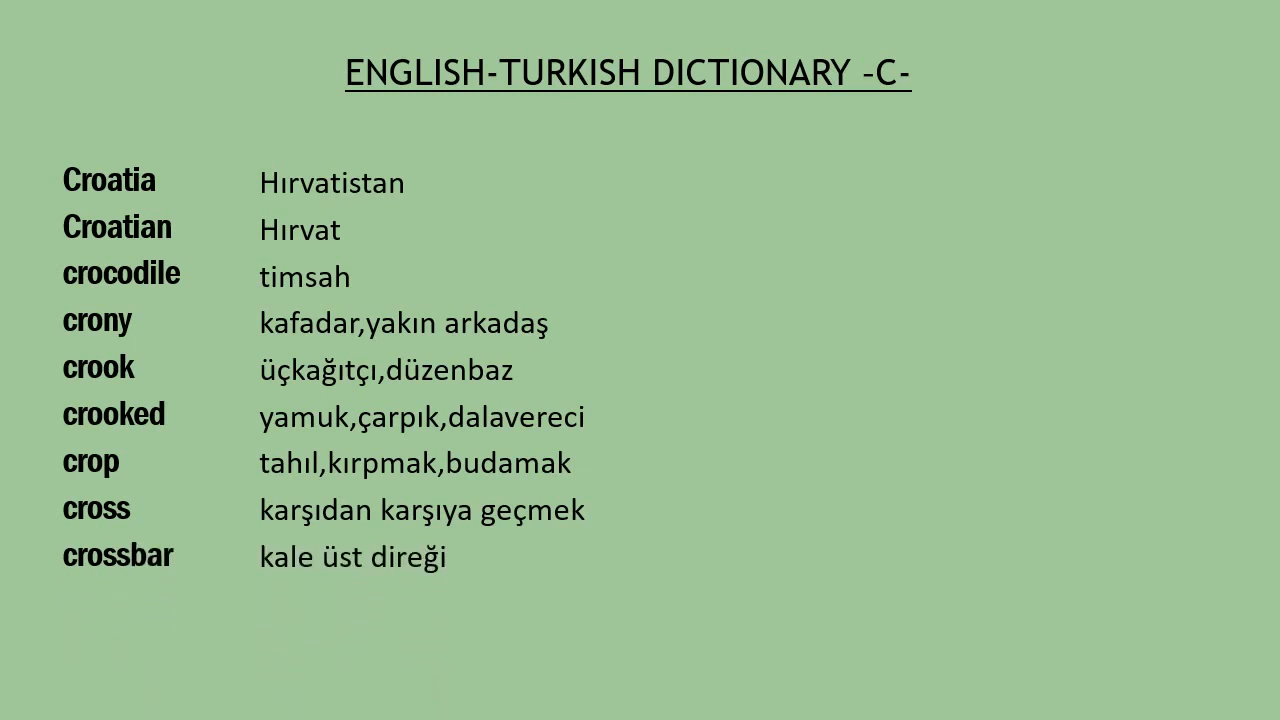 ENGLISH-TURKISH DICTIONARY –C-
Croatia Hırvatistan
Croatian Hırvat
crocodile timsah
crony kafadar,yakın arkadaş
crook üçkağıtçı,düzenbaz
crooked yamuk,çarpık,dalavereci
crop tahıl,kırpmak,budamak
cross karşıdan karşıya geçmek
crossbar kale üst direği